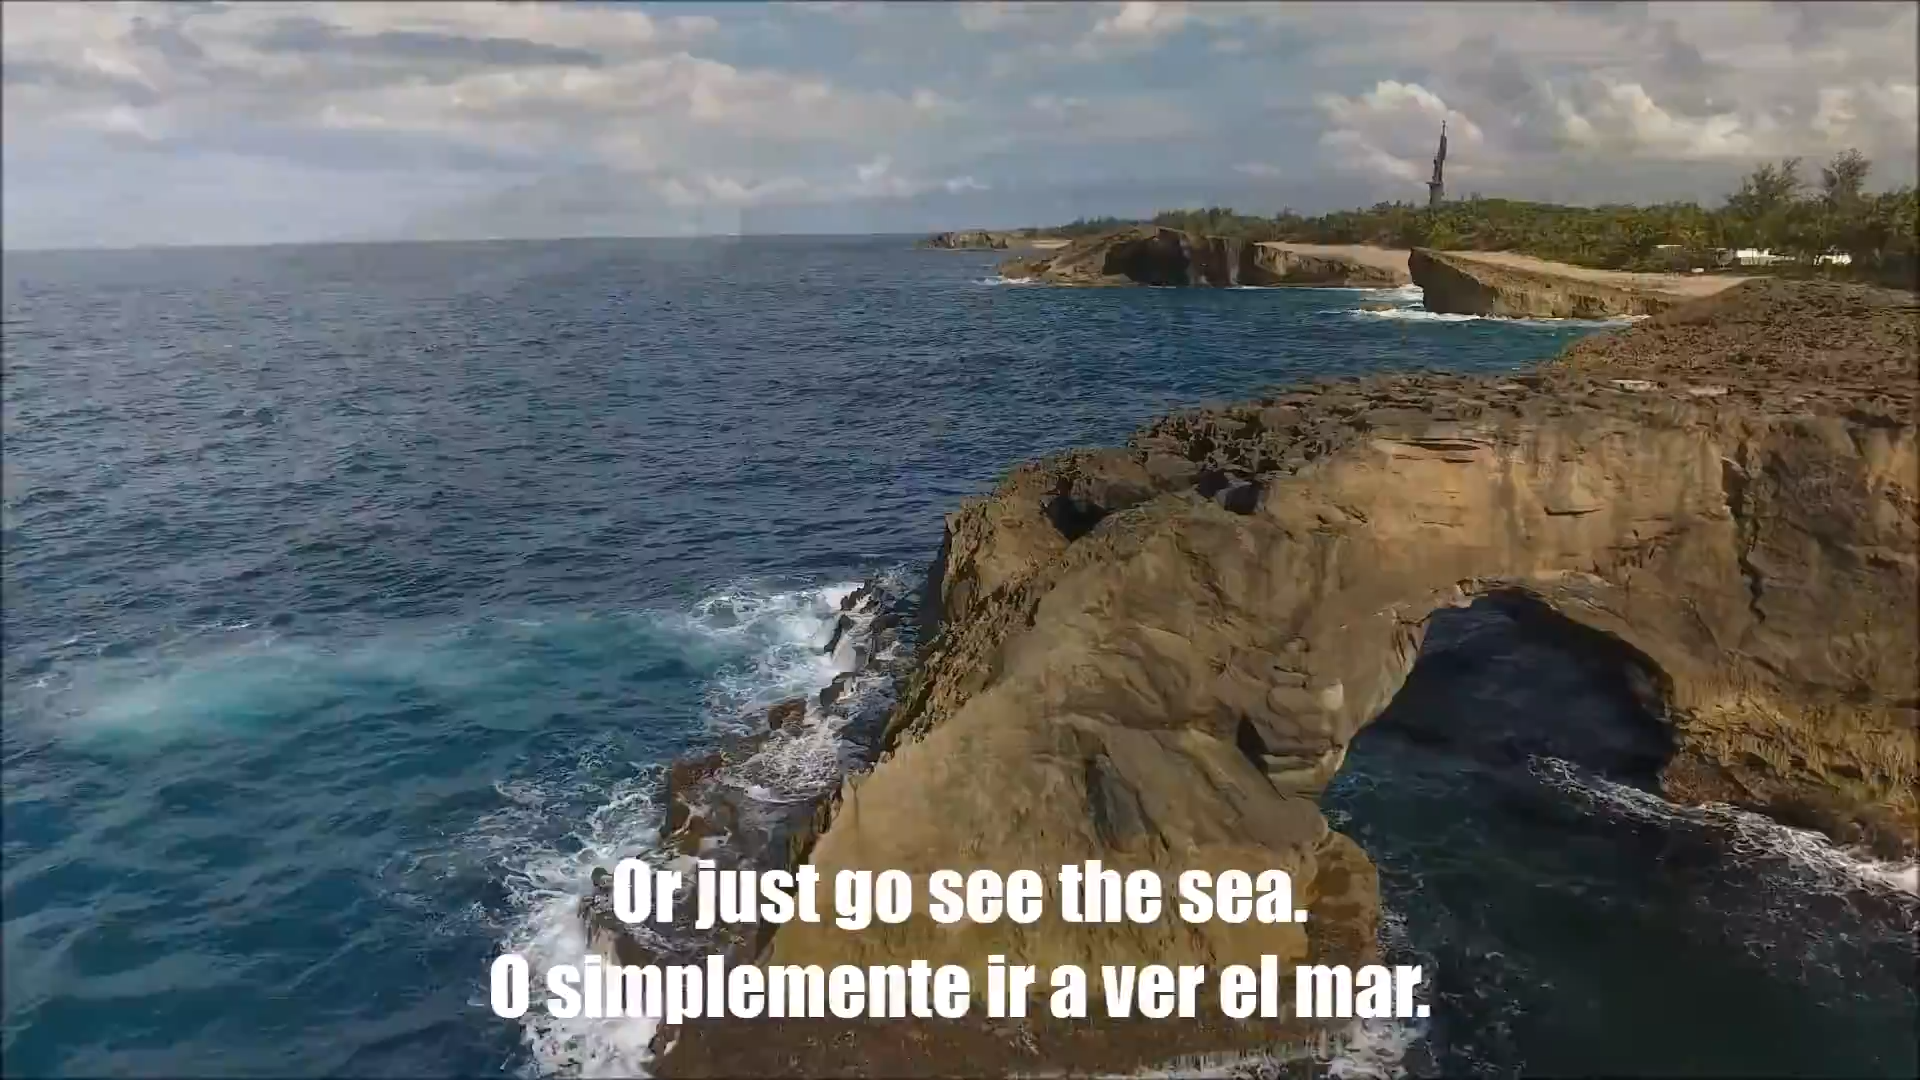 Or just go see the sea.
O simplemente ir a ver el mar.